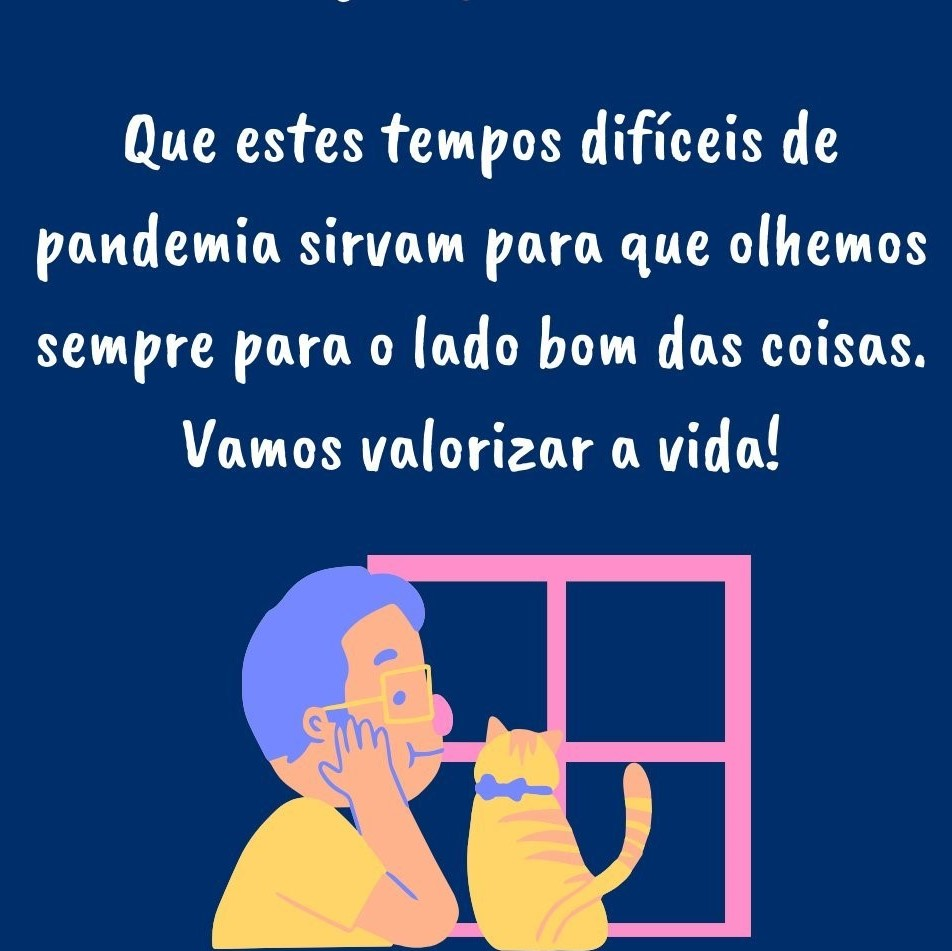 Que estes tempos difíceis de
pandemia sirvam para que olhemos
sempre para o lado bom das coisas.
Vamos valorizar a vida!